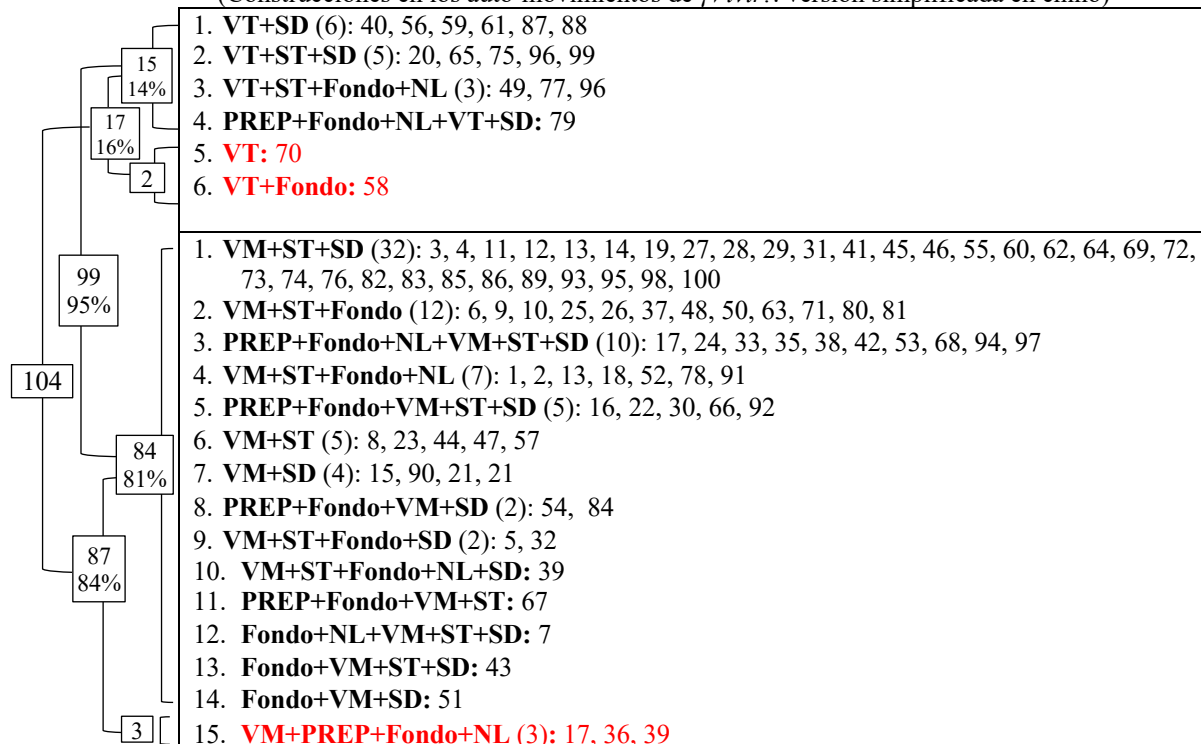 1. VT+SD (6): 40, 56, 59, 61, 87, 88
2. VT+ST+SD (5): 20, 65, 75, 96, 99
3. VT+ST+Fondo+NL (3): 49, 77, 96
4. PREP+Fondo+NL+VT+SD: 79
5. VT: 70
6. VT+Fondo: 58
15
14%
17
16%
2
1. VM+ST+SD (32): 3, 4, 11, 12, 13, 14, 19, 27, 28, 29, 31, 41, 45, 46, 55, 60, 62, 64, 69, 72,
73, 74, 76, 82, 83, 85, 86, 89, 93, 95, 98, 100
2. VM+ST+Fondo (12): 6, 9, 10, 25, 26, 37, 48, 50, 63, 71, 80, 81
3. PREP+Fondo+NL+VM+ST+SD (10): 17, 24, 33, 35, 38, 42, 53, 68, 94, 97
4. VM+ST+Fondo+NL (7): 1, 2, 13, 18, 52, 78, 91
5. PREP+Fondo+VM+ST+SD (5): 16, 22, 30, 66, 92
6. VM+ST (5): 8, 23, 44, 47, 57
7. VM+SD (4): 15, 90, 21, 21
8. PREP+Fondo+VM+SD (2): 54, 84
9. VM+ST+Fondo+SD (2): 5, 32
10. VM+ST+Fondo+NL+SD: 39
11. PREP+Fondo+VM+ST: 67
12. Fondo+NL+VM+ST+SD: 7
13. Fondo+VM+ST+SD: 43
14. Fondo+VM+SD: 51
15. VM+PREP+Fondo+NL (3): 17, 36, 39
99
95%
104
84
81%
87
84%
3